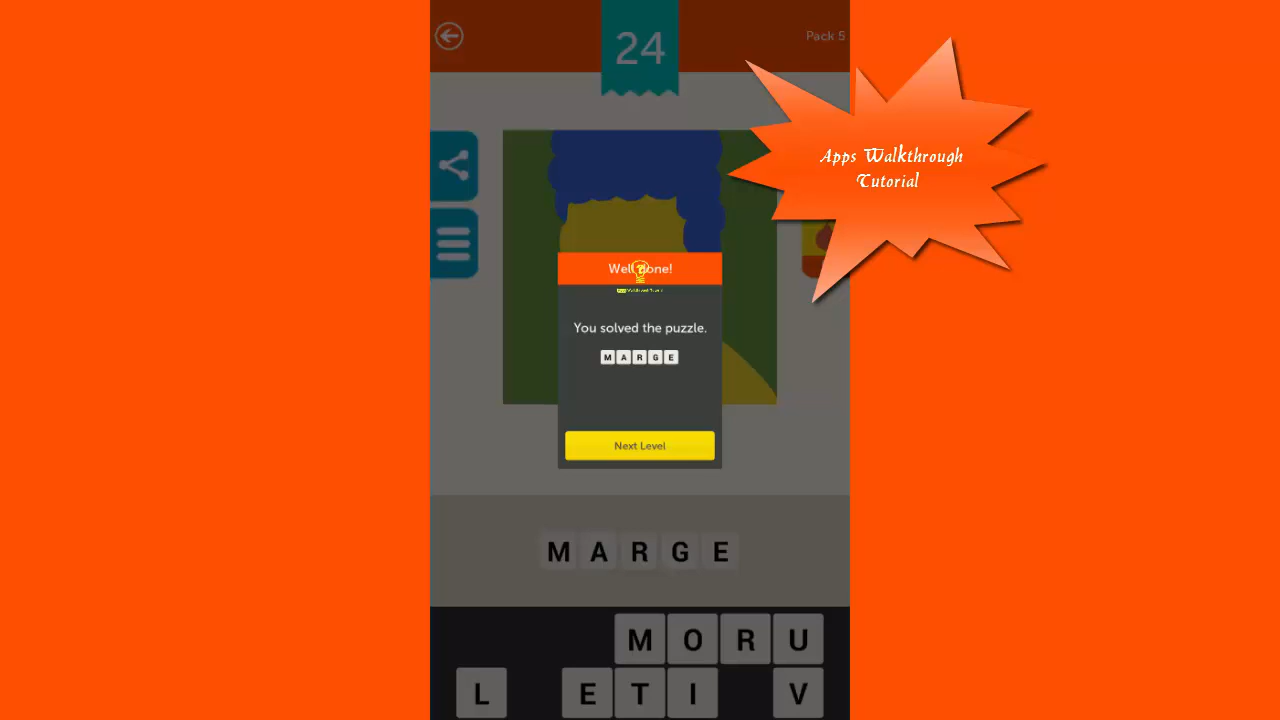 24
Pack 5
Apps Walkthrough
Tutorial
Well Done!
You solved the puzzle.
M A R G E
Next Level
M A R G E
M O R U
L E T I V